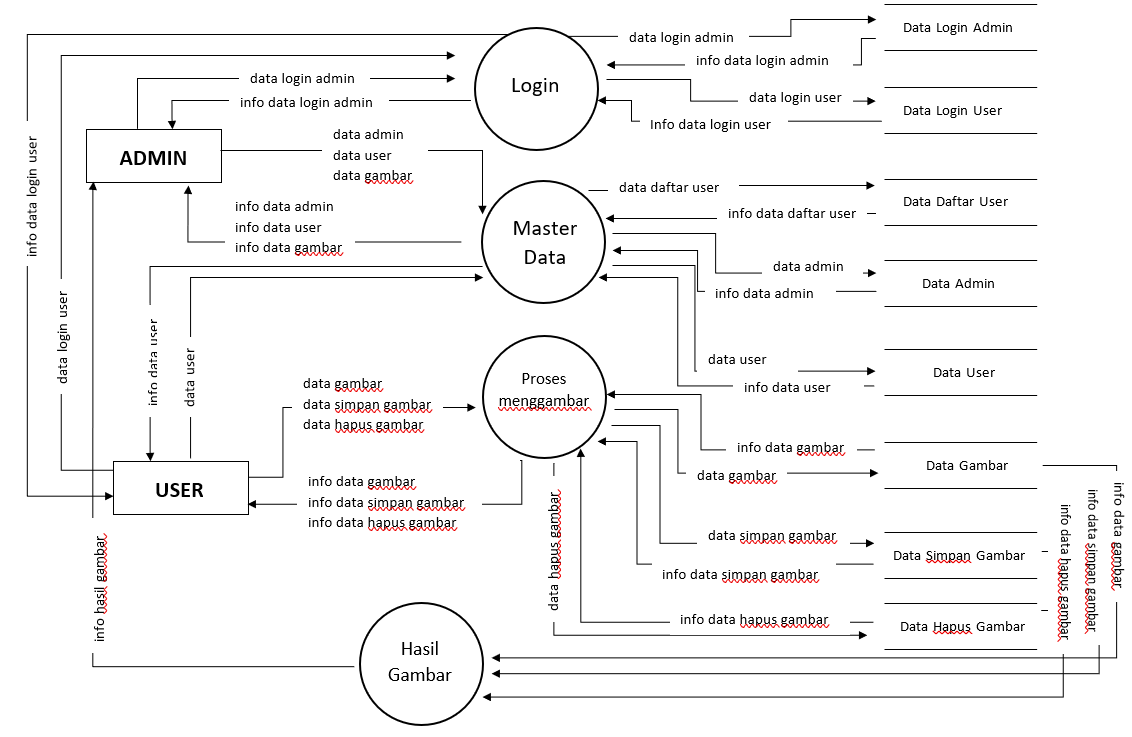 data login admin
Data Login Admin
info data login admin
Login
data login admin
data login user
info data login admin
Data Login User
Info data login user
ADMIN
data admin
data user
data gambar
info data login user
info data admin
info data user
info data gambar
Master
Data
data daftar user
Data Daftar User
info data daftar user
data admin
Data Admin
info data admin
data login user
info data user
data user
data user
Data User
info data user
Proses
menggambar
data gambar
data simpan gambar
data hapus gambar
info data gambar
Data Gambar
data gambar
USER
info data gambar
info data simpan gambar
info data hapus gambar
data hapus gambar
data simpan gambar
Data Simpan Gambar
info data simpan gambar
info data hapus gambar
info data simpan gambar
info data gambar
info hasil gambar
info data hapus gambar
Data Hapus Gambar
Hasil
Gambar